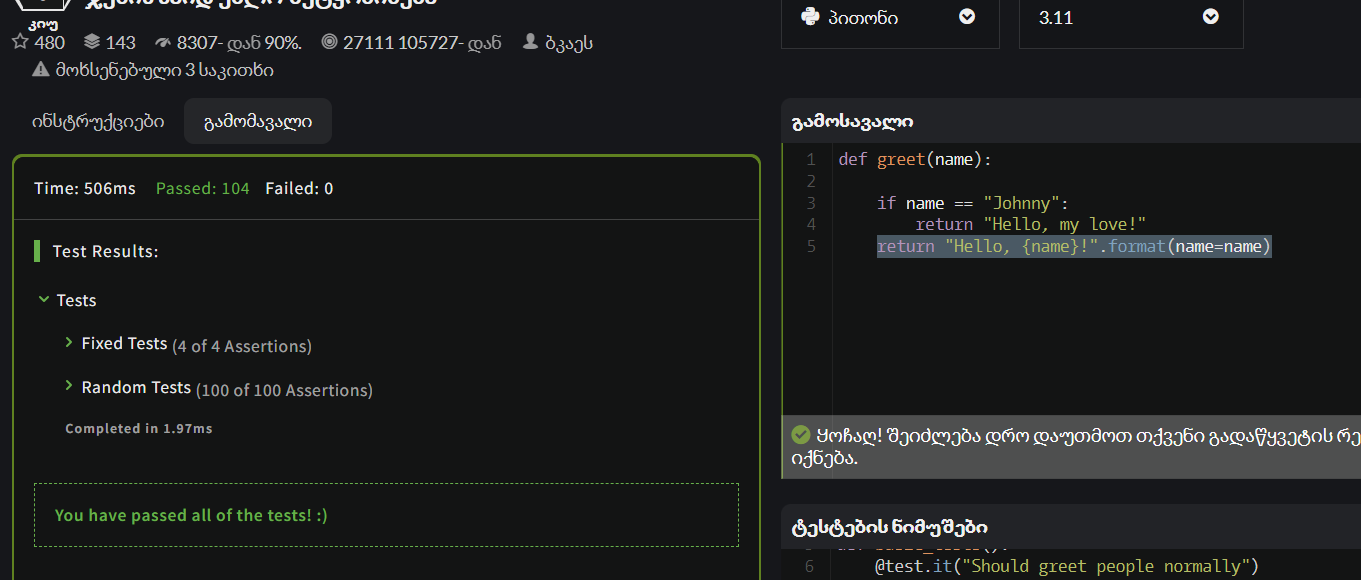 კიუ
480 143 8307- დან 90%. 27111 105727- დან ბკაეს
მოხსენებული 3 საკითხი
ინსტრუქციები გამომავალი
Time: 506ms Passed: 104 Failed: 0
Test Results:
Tests
Fixed Tests (4 of 4 Assertions)
Random Tests (100 of 100 Assertions)
Completed in 1.97ms
You have passed all of the tests! :)
პითონი 3.11
გამოსავალი
1 def greet(name):
2
3 if name == "Johnny":
4 return "Hello, my love!"
5 return "Hello, {name}!".format(name=name)
ყოჩაღ! შეიძლება დრო დაუთმოთ თქვენი გადაწყვეტის რე
იქნება.
ტესტების ნიმუშები
6 @test.it("Should greet people normally")